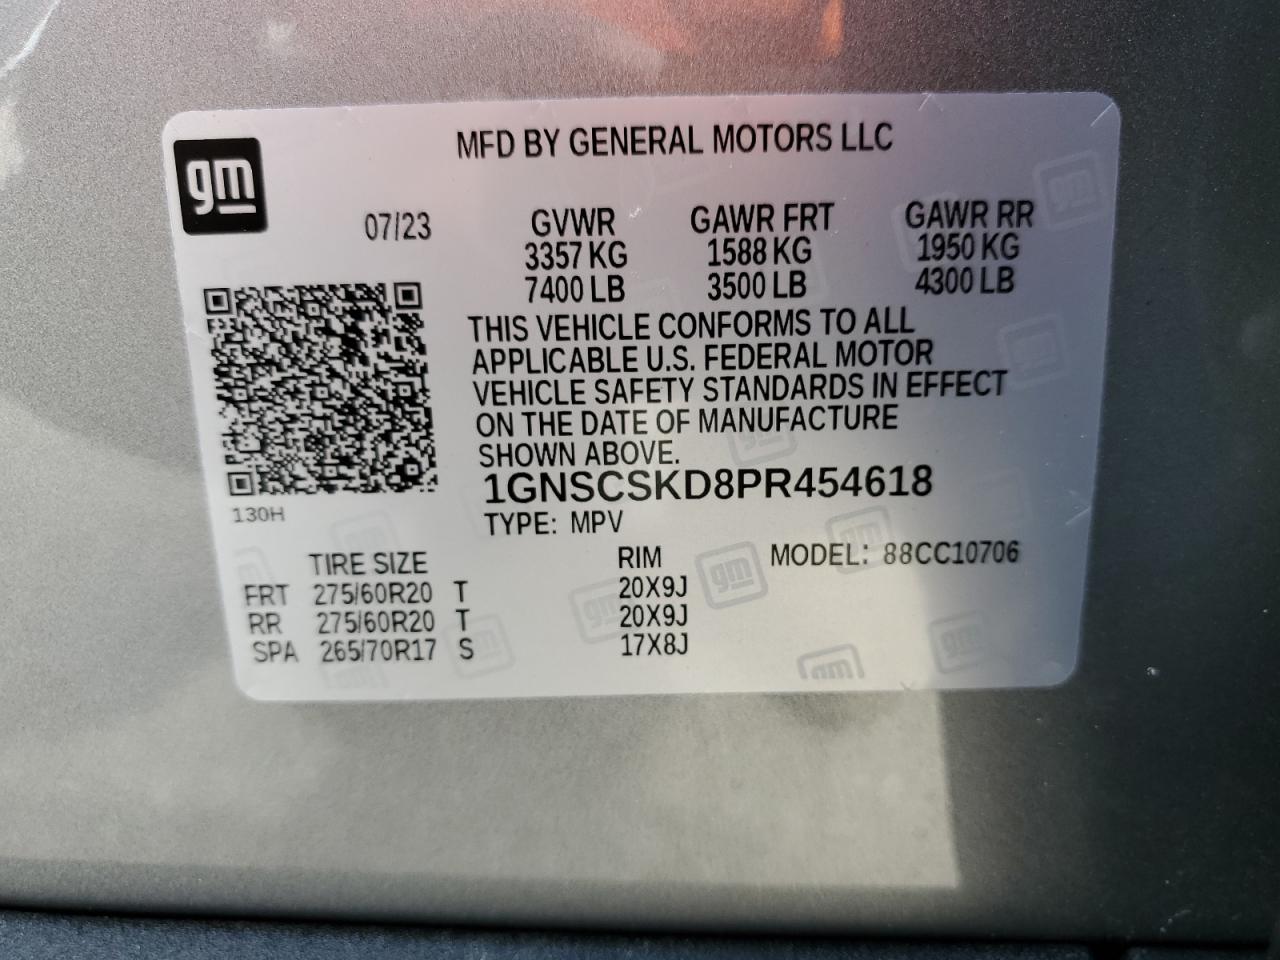 gm
MFD BY GENERAL MOTORS LLC
07/23 GVWR GAWR FRT GAWR RR
3357 KG 1588 KG 1950 KG
7400 LB 3500 LB 4300 LB
THIS VEHICLE CONFORMS TO ALL
APPLICABLE U.S. FEDERAL MOTOR
VEHICLE SAFETY STANDARDS IN EFFECT
ON THE DATE OF MANUFACTURE
SHOWN ABOVE.
1GNSCSKD8PR454618
130H
TYPE: MPV
TIRE SIZE RIM MODEL: 88CC10706
FRT 275/60R20 T 20X9J
RR 275/60R20 T 20X9J
SPA 265/70R17 S 17X8J